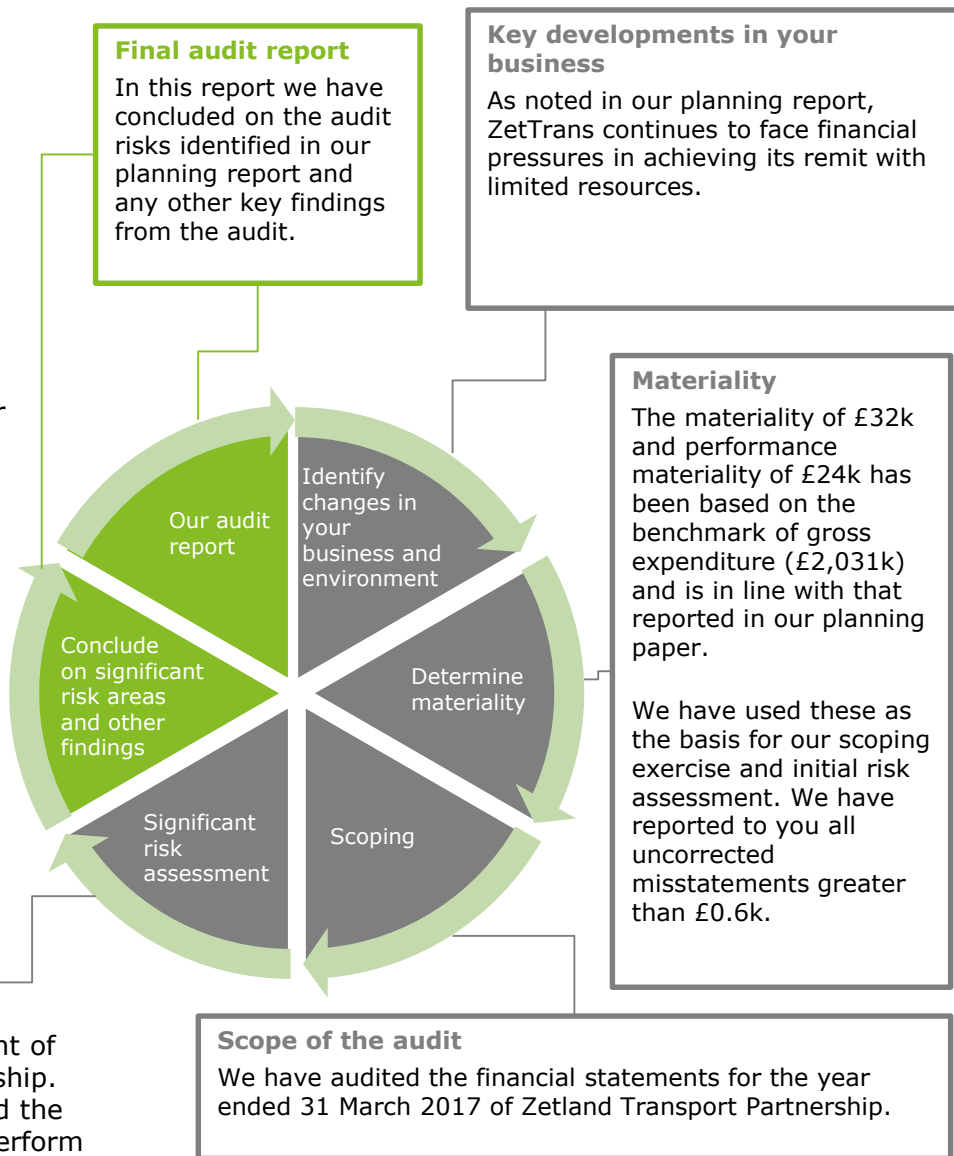 Final audit report
In this report we have
concluded on the audit
risks identified in our
planning report and
any other key findings
from the audit.
Key developments in your
business
As noted in our planning report,
ZetTrans continues to face financial
pressures in achieving its remit with
limited resources.
Materiality
The materiality of £32k
and performance
materiality of £24k has
been based on the
benchmark of gross
expenditure (£2,031k)
and is in line with that
reported in our planning
paper.
We have used these as
the basis for our scoping
exercise and initial risk
assessment. We have
reported to you all
uncorrected
misstatements greater
than £0.6k.
Identify
changes in
your
business and
environment
Determine
materiality
Scoping
Significant
risk
assessment
Conclude
on significant
risk areas
and other
findings
Our audit
report
Scope of the audit
We have audited the financial statements for the year
ended 31 March 2017 of Zetland Transport Partnership.